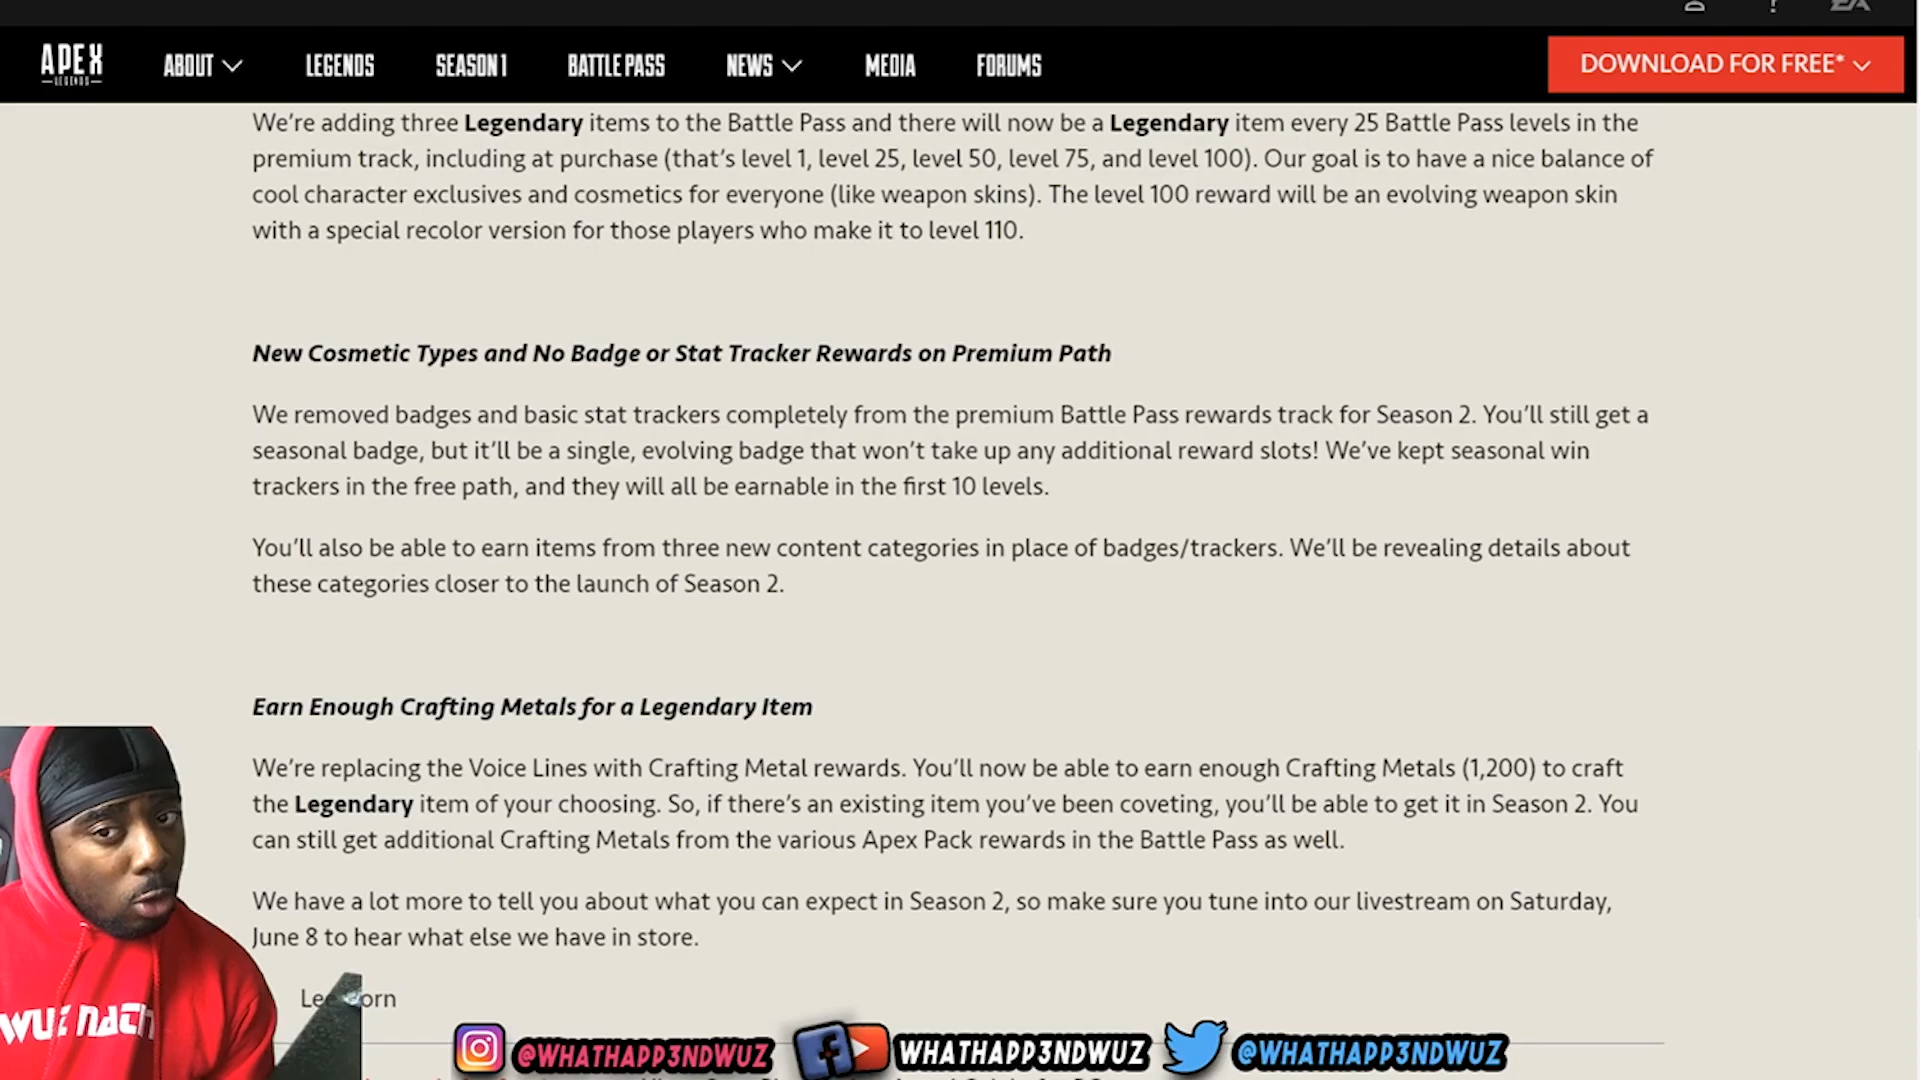 APEX
LEGENDS
ABOUT
LEGENDS
SEASON 1
BATTLE PASS
NEWS
MEDIA
FORUMS
DOWNLOAD FOR FREE*
We’re adding three Legendary items to the Battle Pass and there will now be a Legendary item every 25 Battle Pass levels in the
premium track, including at purchase (that’s level 1, level 25, level 50, level 75, and level 100). Our goal is to have a nice balance of
cool character exclusives and cosmetics for everyone (like weapon skins). The level 100 reward will be an evolving weapon skin
with a special recolor version for those players who make it to level 110.
New Cosmetic Types and No Badge or Stat Tracker Rewards on Premium Path
We removed badges and basic stat trackers completely from the premium Battle Pass rewards track for Season 2. You’ll still get a
seasonal badge, but it’ll be a single, evolving badge that won’t take up any additional reward slots! We’ve kept seasonal win
trackers in the free path, and they will all be earnable in the first 10 levels.
You’ll also be able to earn items from three new content categories in place of badges/trackers. We’ll be revealing details about
these categories closer to the launch of Season 2.
Earn Enough Crafting Metals for a Legendary Item
We’re replacing the Voice Lines with Crafting Metal rewards. You’ll now be able to earn enough Crafting Metals (1,200) to craft
the Legendary item of your choosing. So, if there’s an existing item you’ve been coveting, you’ll be able to get it in Season 2. You
can still get additional Crafting Metals from the various Apex Pack rewards in the Battle Pass as well.
We have a lot more to tell you about what you can expect in Season 2, so make sure you tune into our livestream on Saturday,
June 8 to hear what else we have in store.
@WHATHAPP3NDWUZ
WHATHAPP3NDWUZ
@WHATHAPP3NDWUZ